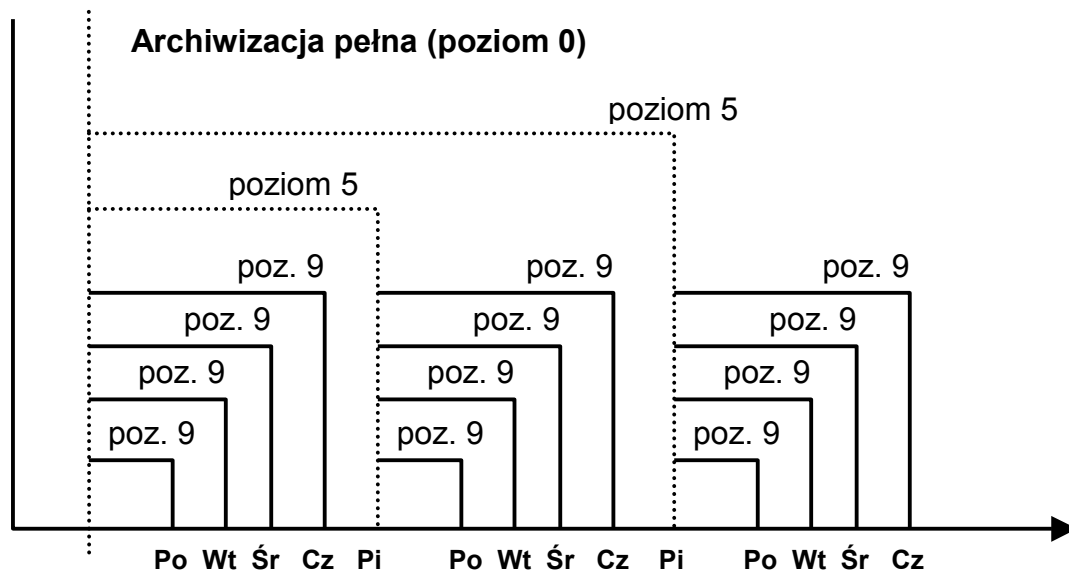 Archiwizacja pełna (poziom 0)
poziom 5
poziom 5
poz. 9 poz. 9 poz. 9
poz. 9 poz. 9 poz. 9
poz. 9 poz. 9 poz. 9
poz. 9 poz. 9 poz. 9
Po Wt Śr Cz Pi Po Wt Śr Cz Pi Po Wt Śr Cz